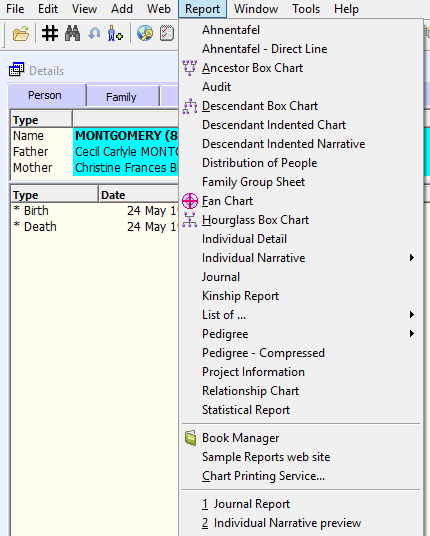 File Edit View Add Web Report Window Tools Help
Details
Person Family
Type
Name MONTGOMERY (8
Father Cecil Carlyle MONTG
Mother Christine Frances B
Type Date
* Birth 24 May 19
* Death 24 May 19
Ahnentafel
Ahnentafel - Direct Line
Ancestor Box Chart
Audit
Descendant Box Chart
Descendant Indented Chart
Descendant Indented Narrative
Distribution of People
Family Group Sheet
Fan Chart
Hourglass Box Chart
Individual Detail
Individual Narrative
Journal
Kinship Report
List of ...
Pedigree
Pedigree - Compressed
Project Information
Relationship Chart
Statistical Report
Book Manager
Sample Reports web site
Chart Printing Service...
1 Journal Report
2 Individual Narrative preview